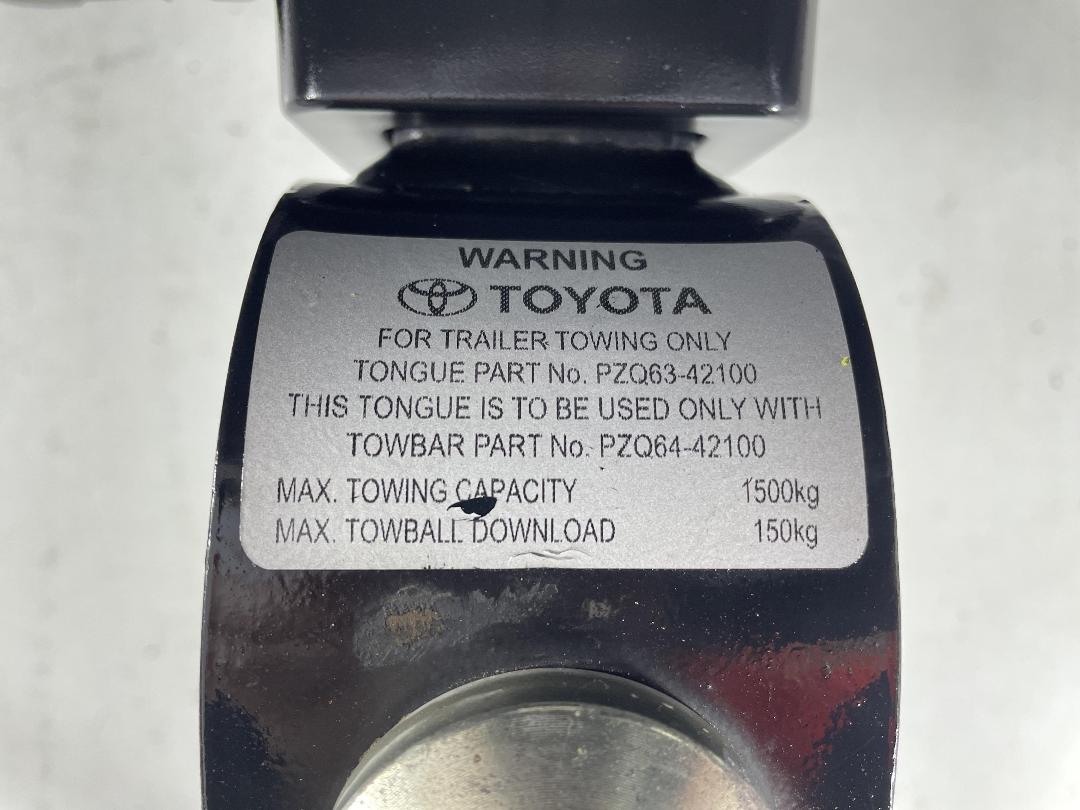 WARNING
TOYOTA
FOR TRAILER TOWING ONLY
TONGUE PART No. PZQ63-42100
THIS TONGUE IS TO BE USED ONLY WITH
TOWBAR PART No. PZQ64-42100
MAX. TOWING CAPACITY 1500kg
MAX. TOWBALL DOWNLOAD 150kg